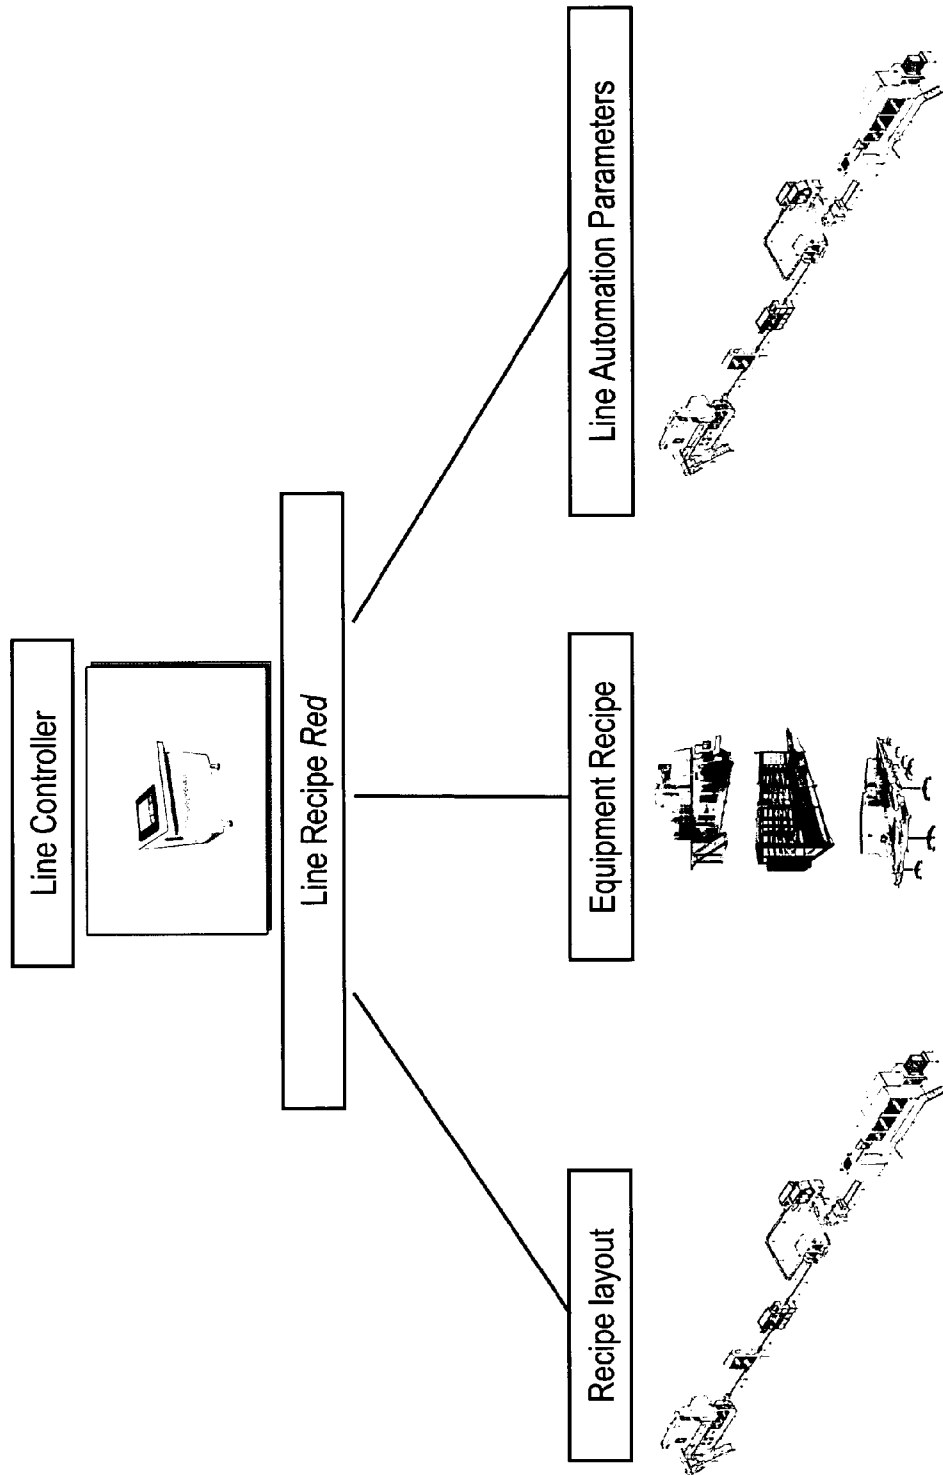 Line Controller
Line Recipe Red
Recipe layout
Equipment Recipe
Line Automation Parameters